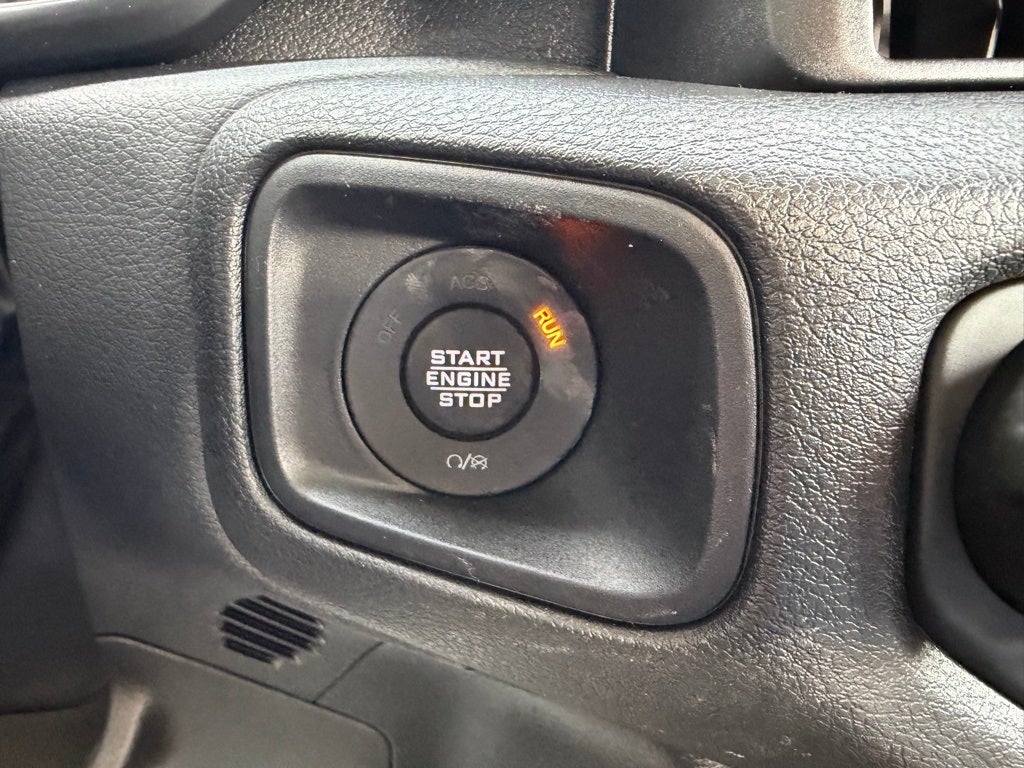 ACC
OFF
RUN
START
ENGINE
STOP